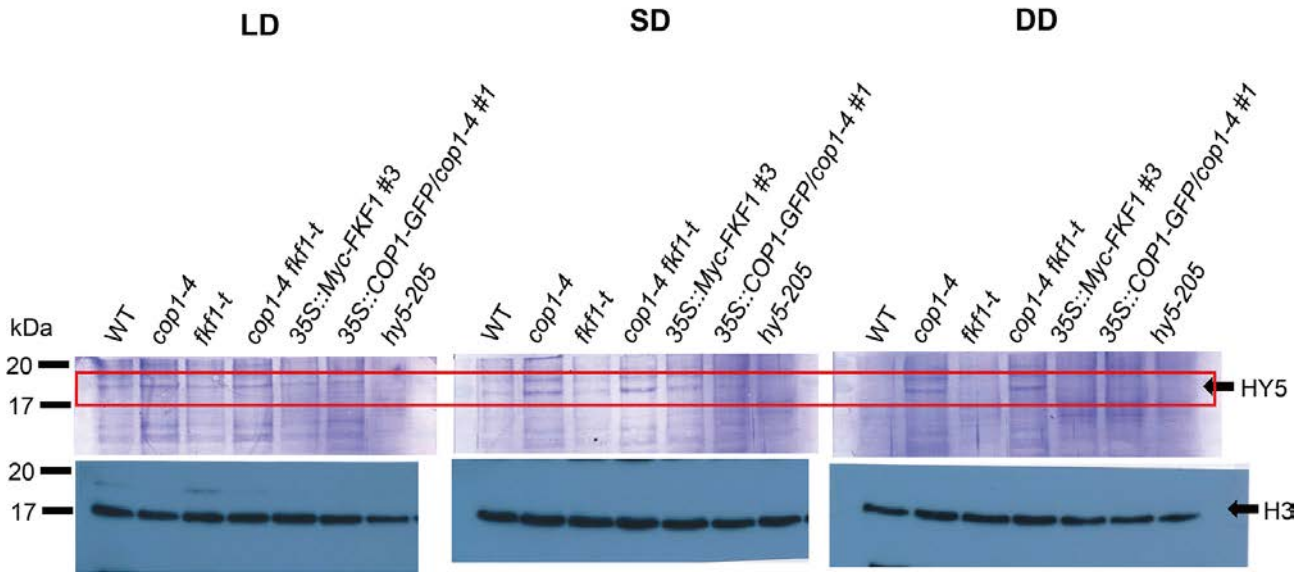 LD SD DD
WT cop1-4 fkf1-t cop1-4 fkf1-t 35S::Myc-FKF1 #3 35S::COP1-GFP/cop1-4 #1 hy5-205
WT cop1-4 fkf1-t cop1-4 fkf1-t 35S::Myc-FKF1 #3 35S::COP1-GFP/cop1-4 #1 hy5-205
WT cop1-4 fkf1-t cop1-4 fkf1-t 35S::Myc-FKF1 #3 35S::COP1-GFP/cop1-4 #1 hy5-205
kDa
20
HY5
17
20
17
H3